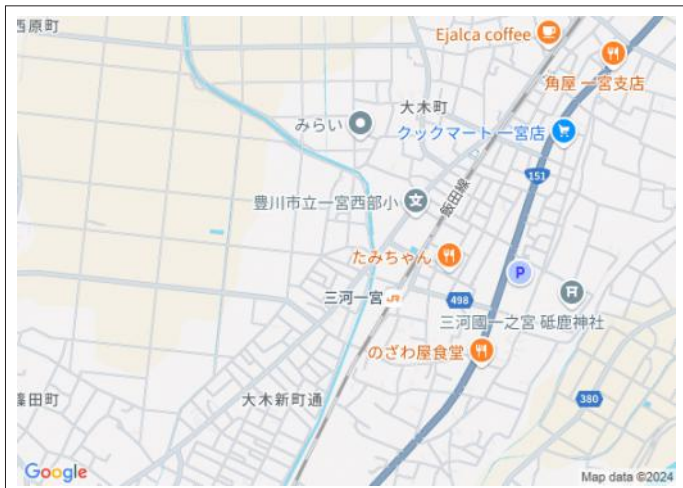 西原町
Ejalca coffee
角屋 一宮支店
大木町
みらい
クックマート 一宮店
151
豊川市立一宮西部小
飯田線
たみちゃん
P
三河一宮
498
三河國一之宮 砥鹿神社
のざわ屋食堂
380
篠田町
大木新町通
Google
Map data ©2024